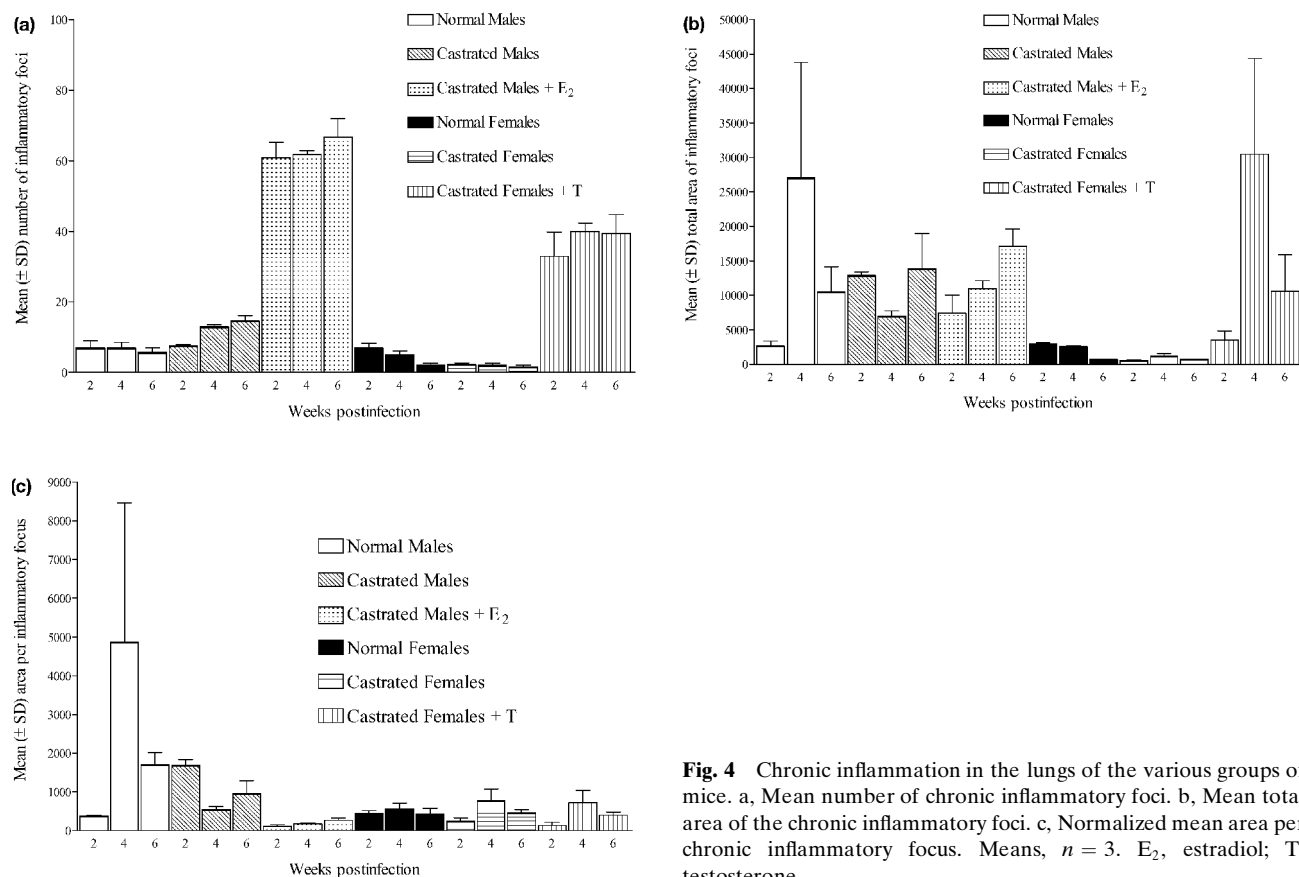 (a)
Mean (± SD) number of inflammatory foci
100
80
60
40
20
0
Normal Males
Castrated Males
Castrated Males + E2
Normal Females
Castrated Females
Castrated Females + T
2 4 6 2 4 6 2 4 6 2 4 6 2 4 6 2 4 6
Weeks postinfection
(b)
Mean (± SD) total area of inflammatory foci
50000
45000
40000
35000
30000
25000
20000
15000
10000
5000
0
Normal Males
Castrated Males
Castrated Males + E2
Normal Females
Castrated Females
Castrated Females + T
2 4 6 2 4 6 2 4 6 2 4 6 2 4 6 2 4 6
Weeks postinfection
(c)
Mean (± SD) area per inflammatory focus
9000
8000
7000
6000
5000
4000
3000
2000
1000
0
Normal Males
Castrated Males
Castrated Males + E2
Normal Females
Castrated Females
Castrated Females + T
2 4 6 2 4 6 2 4 6 2 4 6 2 4 6 2 4 6
Weeks postinfection
Fig. 4 Chronic inflammation in the lungs of the various groups of
mice. a, Mean number of chronic inflammatory foci. b, Mean total
area of the chronic inflammatory foci. c, Normalized mean area per
chronic inflammatory focus. Means, n = 3. E2, estradiol; T,
testosterone